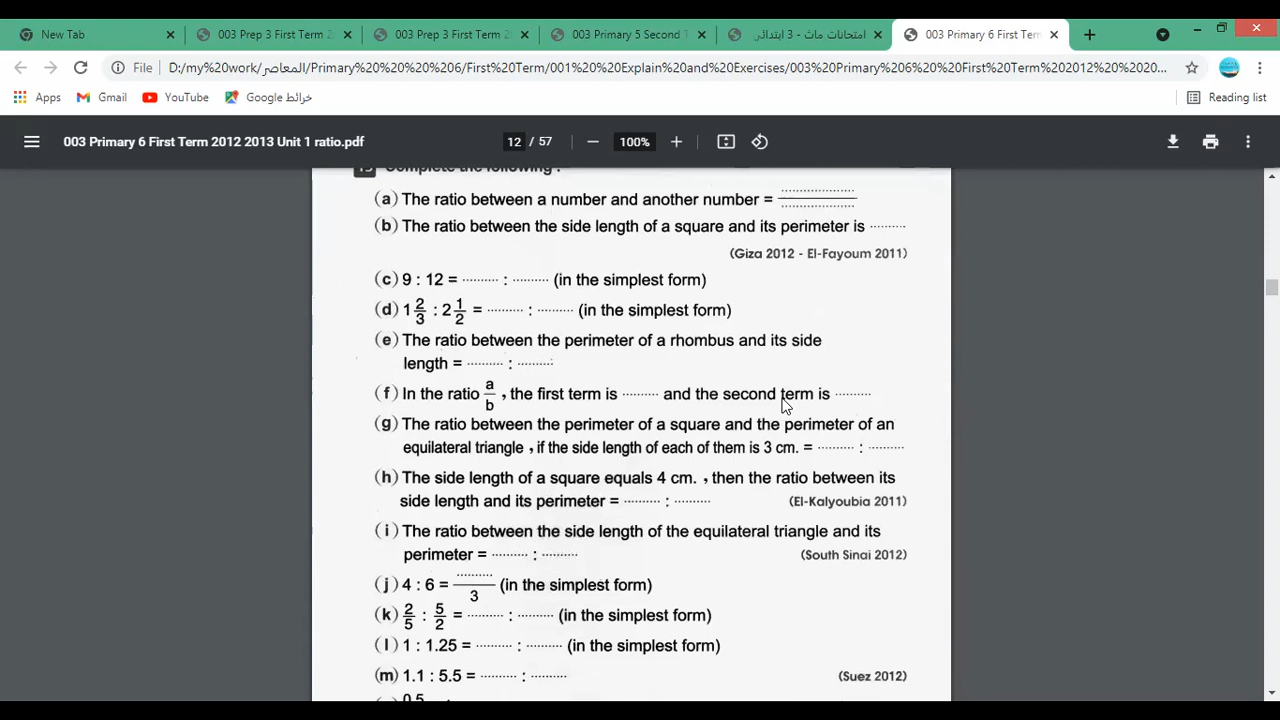 New Tab
003 Prep 3 First Term 2
003 Prep 3 First Term 2
003 Primary 5 Second T
امتحانات ماث - 3 ابتدائي
003 Primary 6 First Term
File
D:/my work/المعاصر/Primary%20%20%206/First%20Term/001%20%20Explain%20and%20Exercises/003%20Primary%206%20%20First%20Term%202012%20%20%20...
Apps
Gmail
YouTube
خرائط Google
Reading list
003 Primary 6 First Term 2012 2013 Unit 1 ratio.pdf
12 / 57
100%
Complete the following :
(a) The ratio between a number and another number = ....................
....................
(b) The ratio between the side length of a square and its perimeter is .........
(Giza 2012 - El-Fayoum 2011)
(c) 9 : 12 = ......... : ......... (in the simplest form)
(d) 1 2/3 : 2 1/2 = ......... : ......... (in the simplest form)
(e) The ratio between the perimeter of a rhombus and its side
length = ......... : .........
(f) In the ratio a/b , the first term is ......... and the second term is .........
(g) The ratio between the perimeter of a square and the perimeter of an
equilateral triangle , if the side length of each of them is 3 cm. = ......... : .........
(h) The side length of a square equals 4 cm. , then the ratio between its
side length and its perimeter = ......... : .........
(El-Kalyoubia 2011)
(i) The ratio between the side length of the equilateral triangle and its
perimeter = ......... : .........
(South Sinai 2012)
(j) 4 : 6 = ........./3 (in the simplest form)
(k) 2/5 : 5/2 = ......... : ......... (in the simplest form)
(l) 1 : 1.25 = ......... : ......... (in the simplest form)
(m) 1.1 : 5.5 = ......... : .........
(Suez 2012)